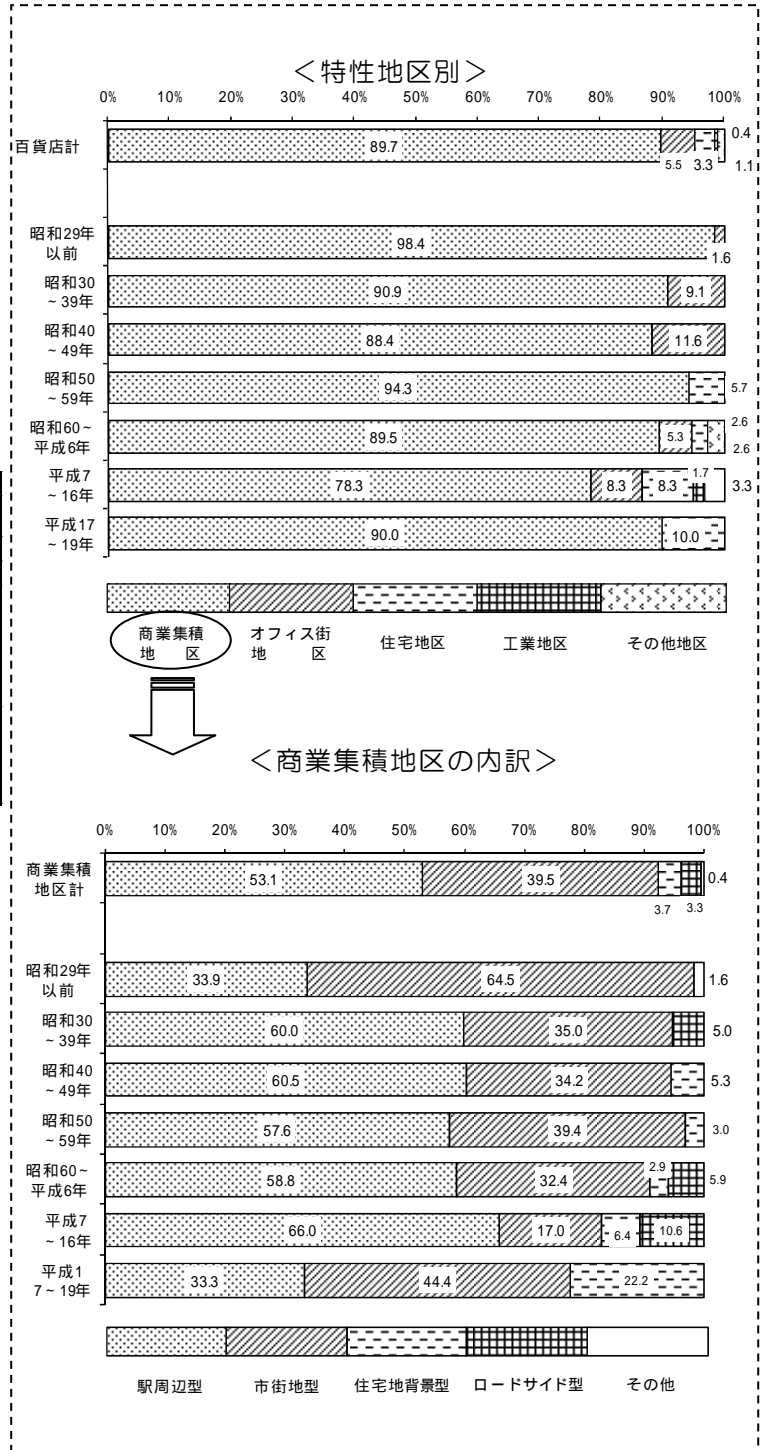 ＜特性地区別＞
0% 10% 20% 30% 40% 50% 60% 70% 80% 90% 100%
百貨店計 89.7 5.5 3.3 0.4 1.1
昭和29年
以前 98.4 1.6
昭和30
～39年 90.9 9.1
昭和40
～49年 88.4 11.6
昭和50
～59年 94.3 5.7
昭和60～
平成6年 89.5 5.3 2.6 2.6
平成7
～16年 78.3 8.3 8.3 1.7 3.3
平成17
～19年 90.0 10.0
商業集積
地　区
オフィス街
地　区
住宅地区
工業地区
その他地区
＜商業集積地区の内訳＞
0% 10% 20% 30% 40% 50% 60% 70% 80% 90% 100%
商業集積
地区計 53.1 39.5 3.7 3.3 0.4
昭和29年
以前 33.9 64.5 1.6
昭和30
～39年 60.0 35.0 5.0
昭和40
～49年 60.5 34.2 5.3
昭和50
～59年 57.6 39.4 3.0
昭和60～
平成6年 58.8 32.4 2.9 5.9
平成7
～16年 66.0 17.0 6.4 10.6
平成1
7～19年 33.3 44.4 22.2
駅周辺型 市街地型 住宅地背景型 ロードサイド型 その他